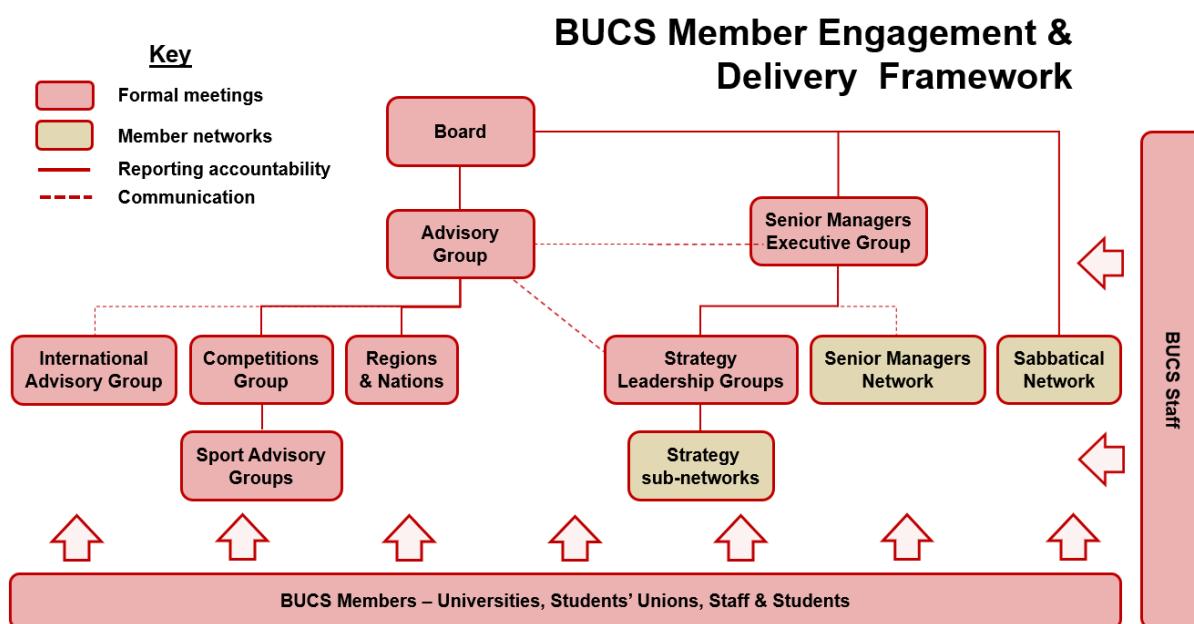 BUCS Member Engagement &
Delivery Framework
Key
Formal meetings
Member networks
Reporting accountability
Communication
Board
Advisory
Group
Senior Managers
Executive Group
International
Advisory Group
Competitions
Group
Regions
& Nations
Strategy
Leadership Groups
Senior Managers
Network
Sabbatical
Network
Sport Advisory
Groups
Strategy
sub-networks
BUCS Staff
BUCS Members – Universities, Students’ Unions, Staff & Students